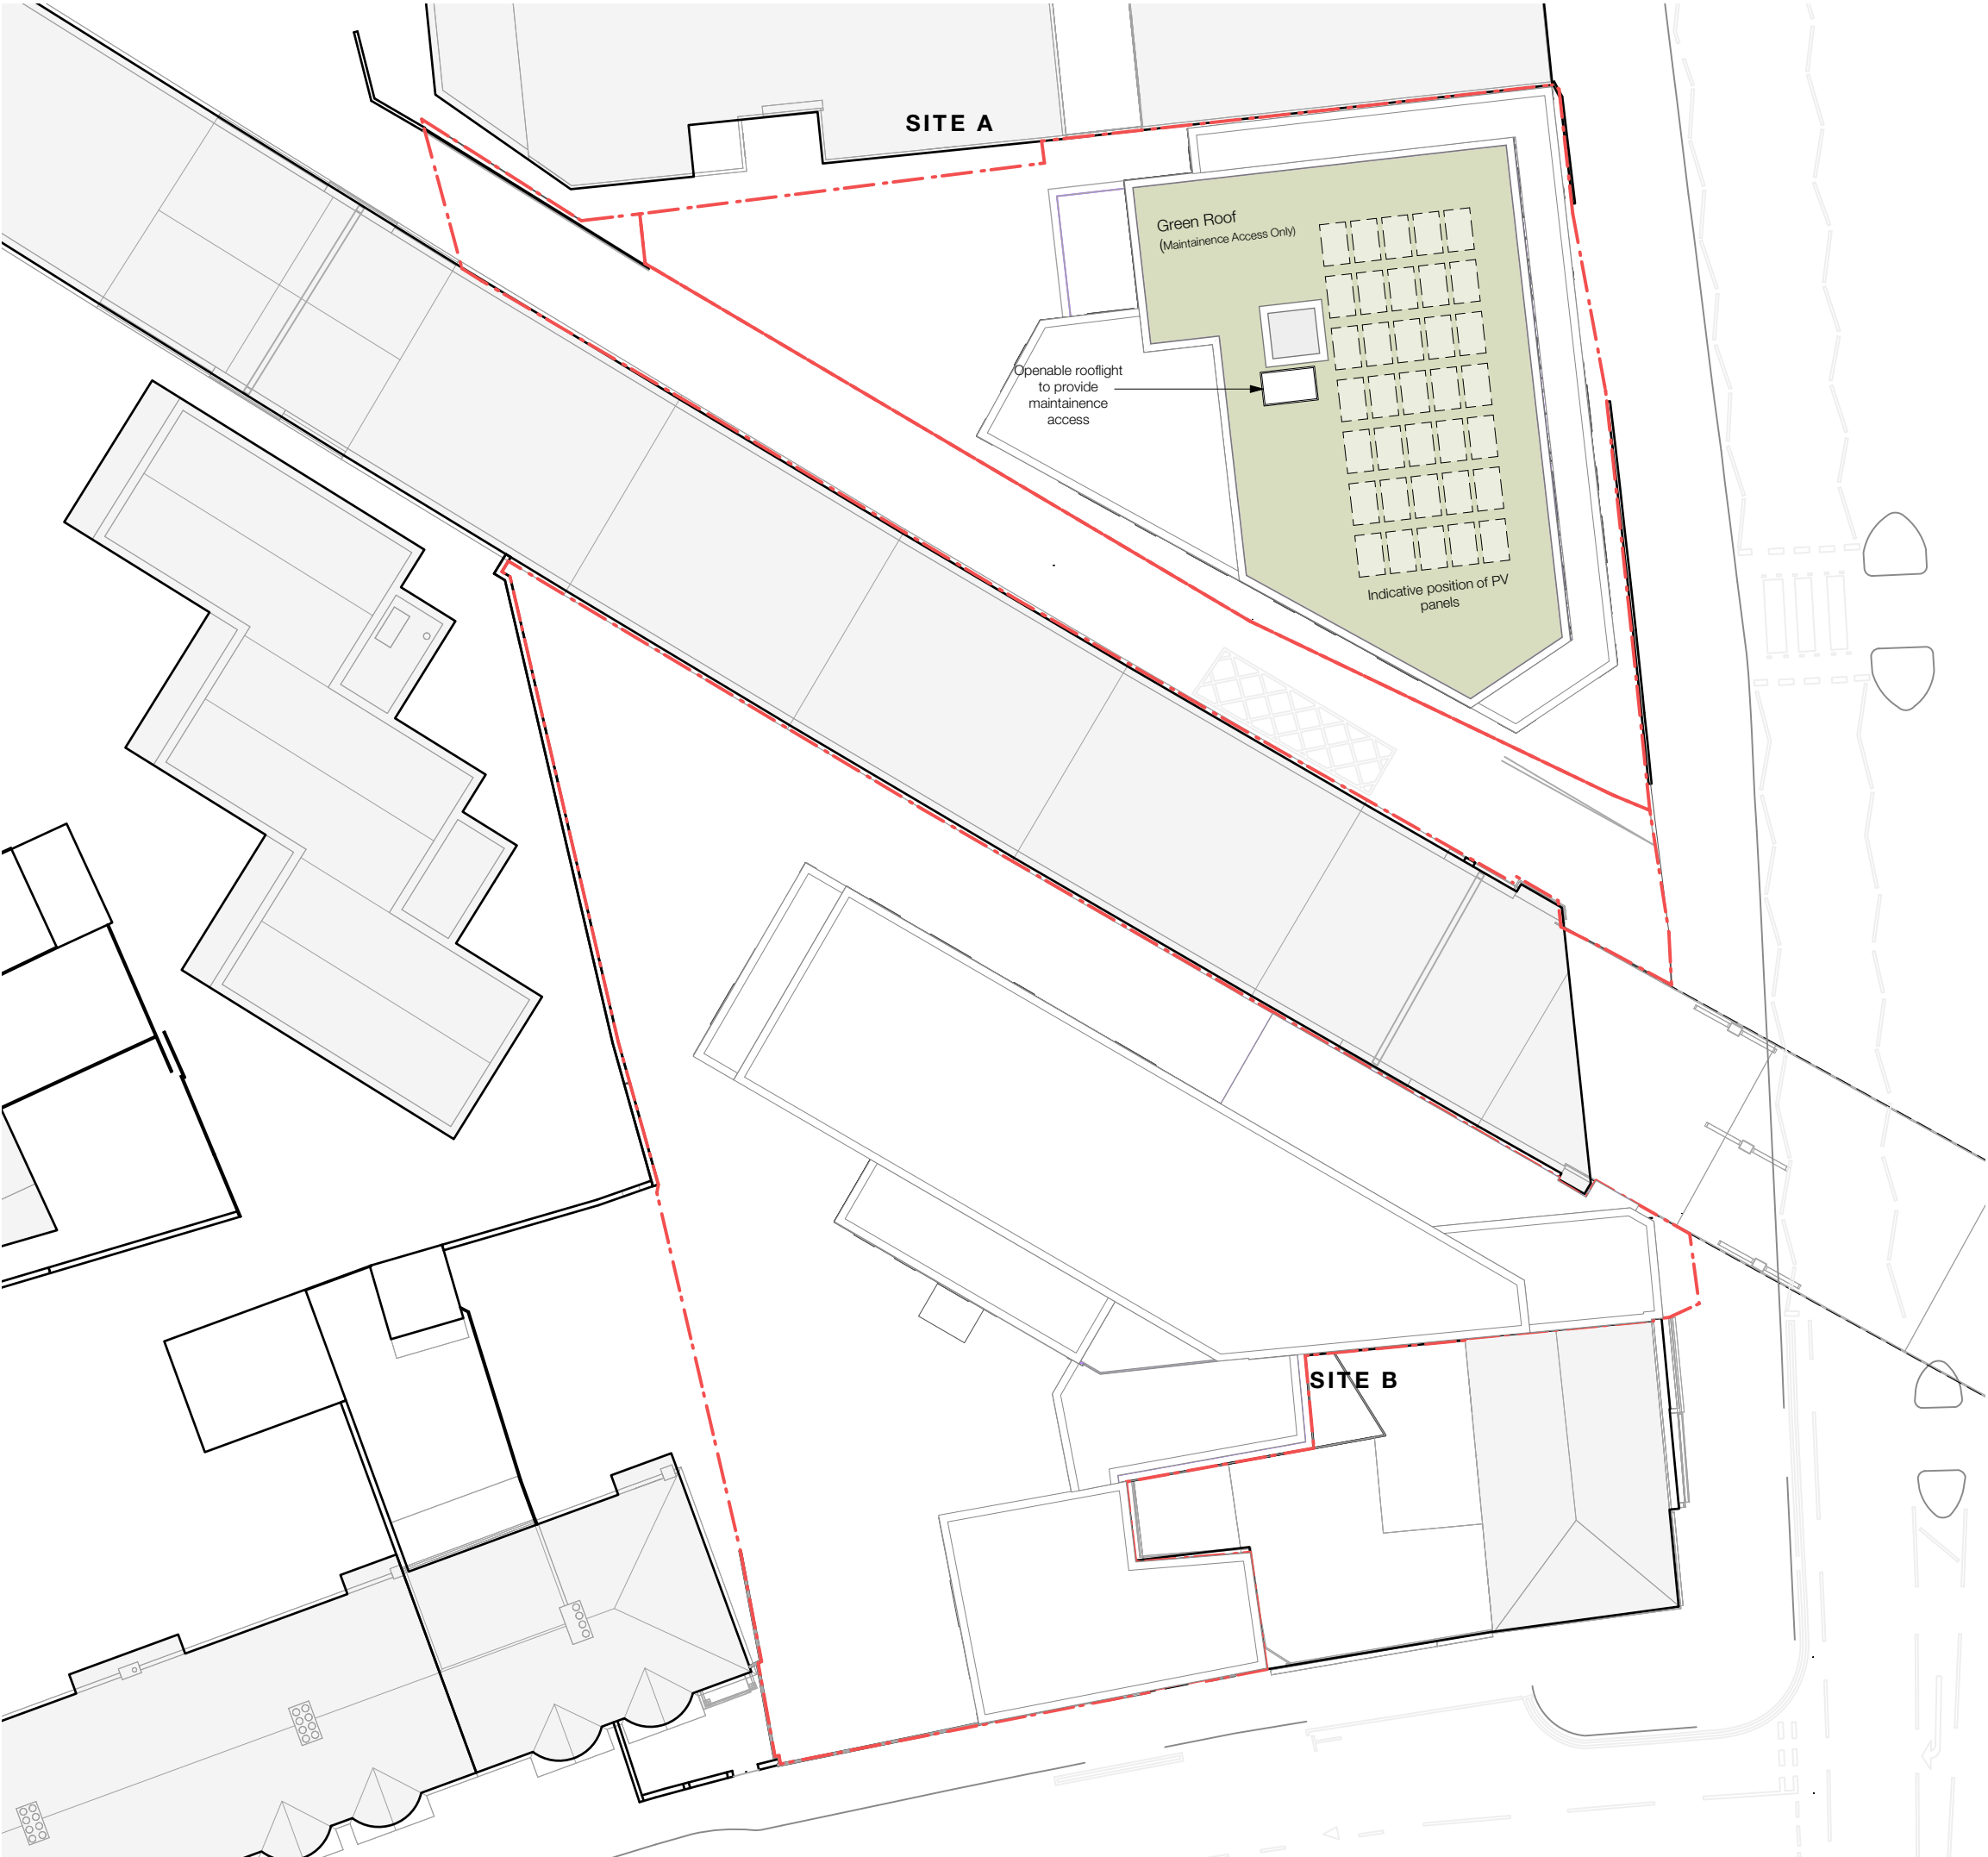 SITE A
Green Roof
(Maintainence Access Only)
Openable rooflight
to provide
maintainence
access
Indicative position of PV
panels
SITE B